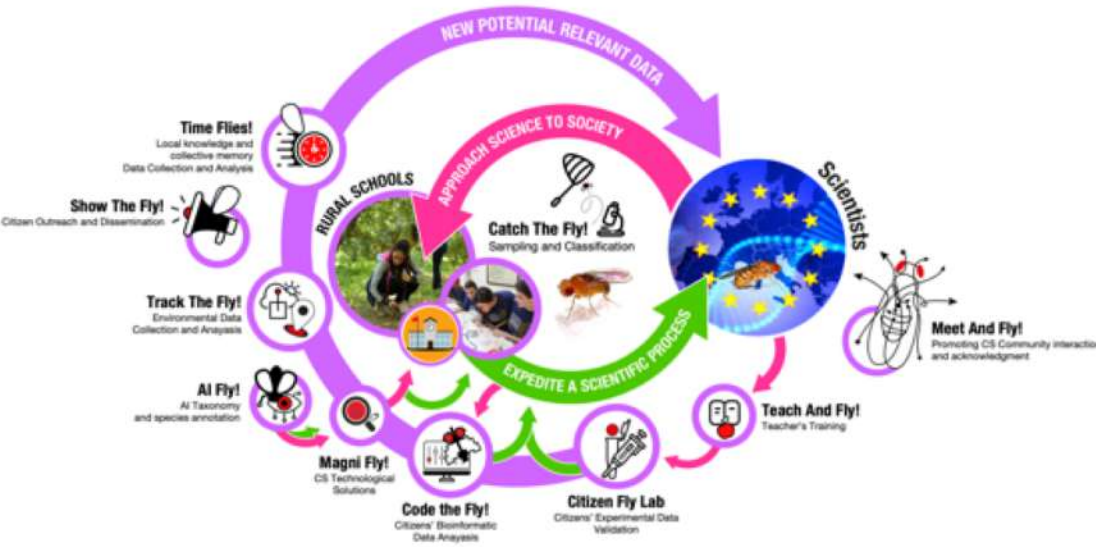 NEW POTENTIAL RELEVANT DATA
APPROACH SCIENCE TO SOCIETY
Time Flies!
Local knowledge and
collective memory
Data Collection and Analysis
RURAL SCHOOLS
Scientists
Show The Fly!
Citizen Outreach and Dissemination
Catch The Fly!
Sampling and Classification
Track The Fly!
Environmental Data
Collection and Anayasis
Meet And Fly!
Promoting CS Community interactio
and acknowledgment
EXPEDITE A SCIENTIFIC PROCESS
AI Fly!
AI Taxonomy
and species annotation
Teach And Fly!
Teacher's Training
Magni Fly!
CS Technological
Solutions
Code the Fly!
Citizens' Bioinformatic
Data Anayasis
Citizen Fly Lab
Citizens' Experimental Data
Validation